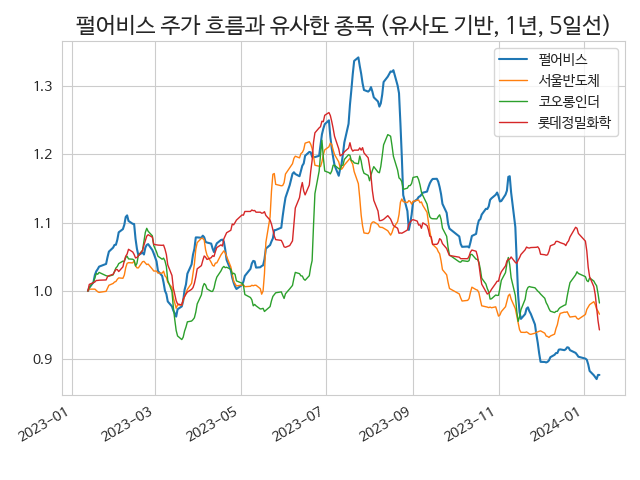 펄어비스 주가 흐름과 유사한 종목 (유사도 기반, 1년, 5일선)
펄어비스
서울반도체
코오롱인더
롯데정밀화학
1.3
1.2
1.1
1.0
0.9
2023-01
2023-03
2023-05
2023-07
2023-09
2023-11
2024-01